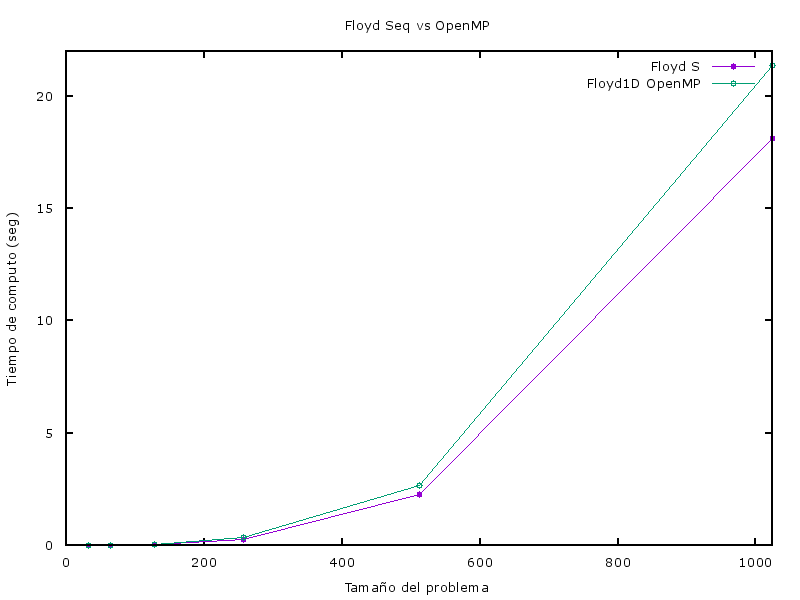 Floyd Seq vs OpenMP
Floyd S
Floyd1D OpenMP
20
15
10
5
0
Tiempo de computo (seg)
0 200 400 600 800 1000
Tamaño del problema